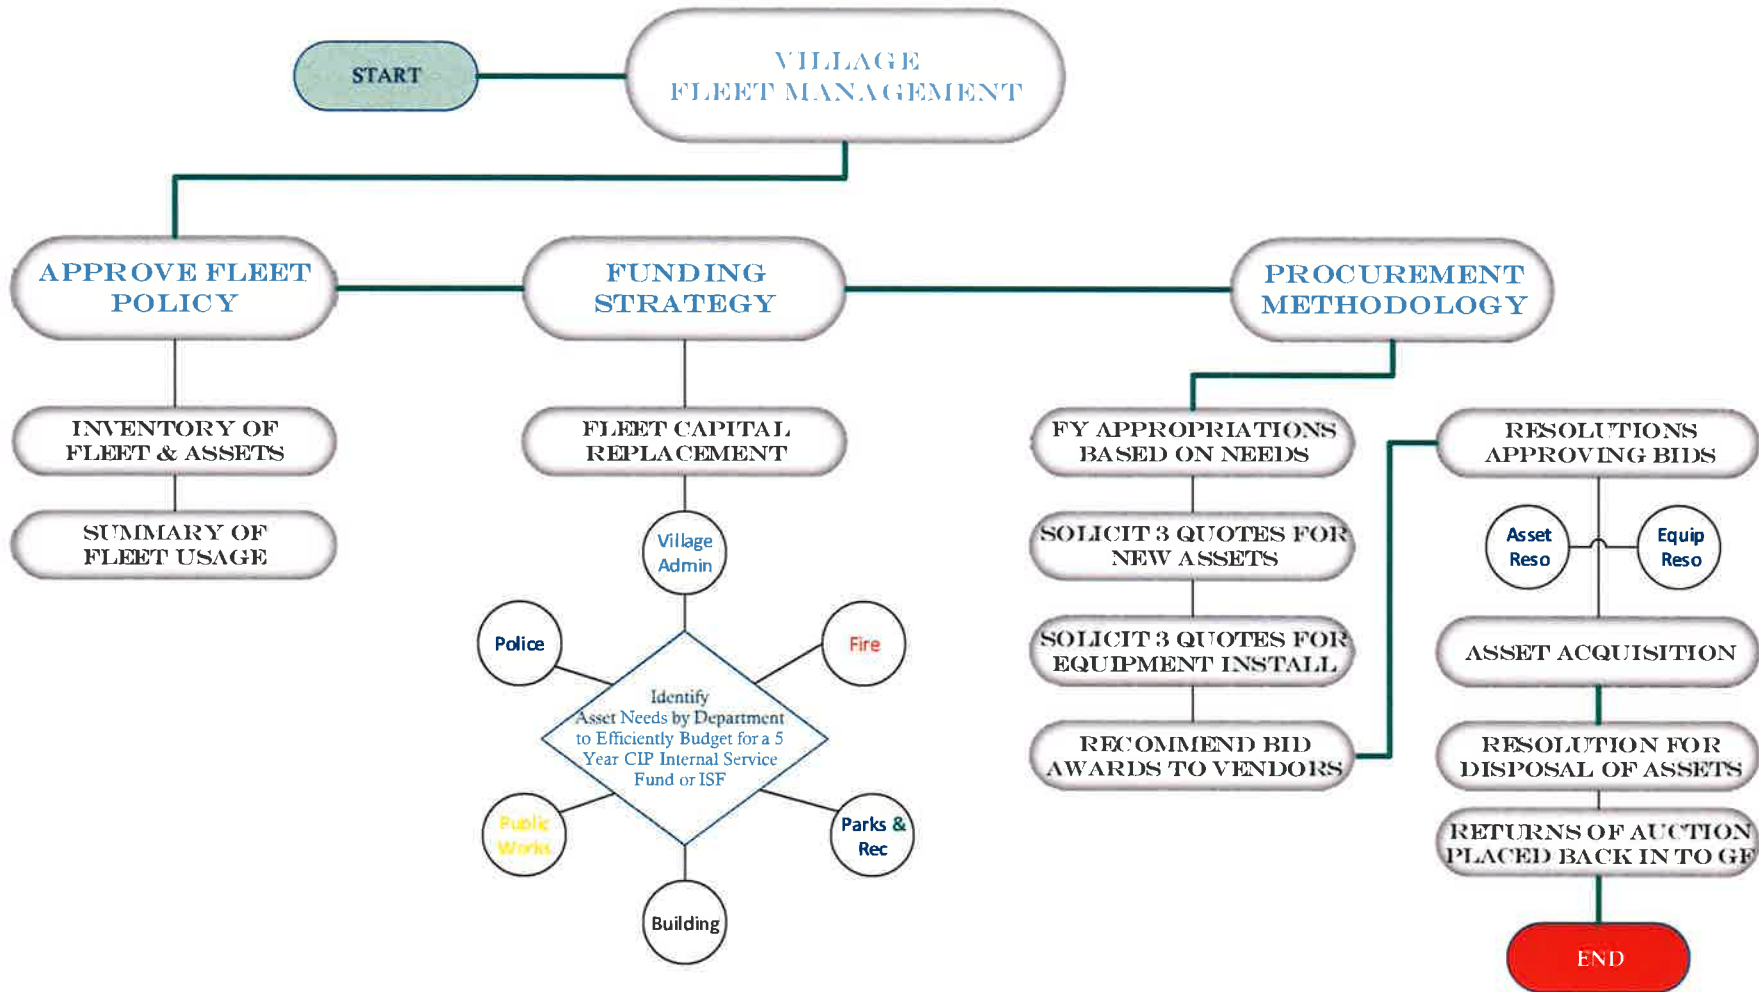 START
VILLAGE
FLEET MANAGEMENT
APPROVE FLEET
POLICY
FUNDING
STRATEGY
PROCUREMENT
METHODOLOGY
INVENTORY OF
FLEET & ASSETS
SUMMARY OF
FLEET USAGE
FLEET CAPITAL
REPLACEMENT
Village
Admin
Police
Fire
Identify
Asset Needs by Department
to Efficiently Budget for a 5
Year CIP Internal Service
Fund or ISF
Public
Works
Parks &
Rec
Building
FY APPROPRIATIONS
BASED ON NEEDS
SOLICIT 3 QUOTES FOR
NEW ASSETS
SOLICIT 3 QUOTES FOR
EQUIPMENT INSTALL
RECOMMEND BID
AWARDS TO VENDORS
RESOLUTIONS
APPROVING BIDS
Asset
Reso
Equip
Reso
ASSET ACQUISITION
RESOLUTION FOR
DISPOSAL OF ASSETS
RETURNS OF AUCTION
PLACED BACK IN TO GF
END